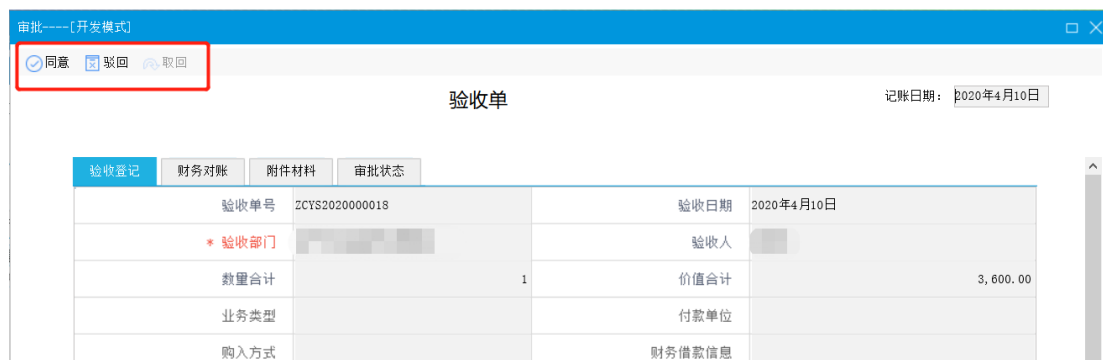 审批----[开发模式]
同意 驳回 取回
验收单
记账日期： 2020年4月10日
验收登记 财务对账 附件材料 审批状态
验收单号 ZCYS2020000018 验收日期 2020年4月10日
* 验收部门 验收人
数量合计 1 价值合计 3,600.00
业务类型 付款单位
购入方式 财务借款信息